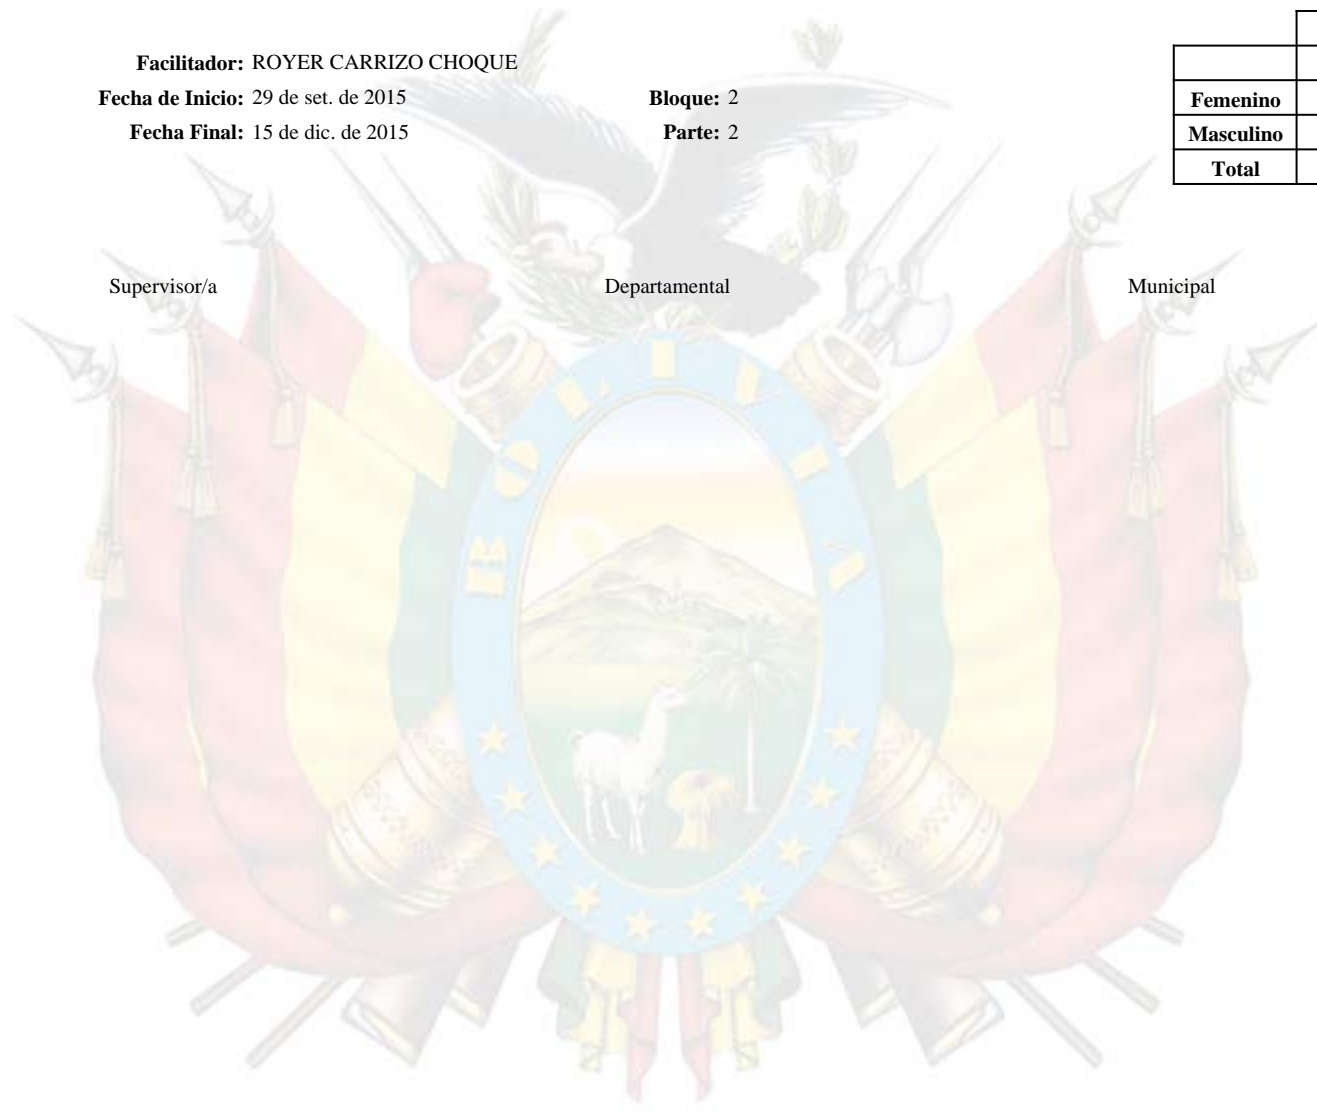 Facilitador: ROYER CARRIZO CHOQUE
Fecha de Inicio: 29 de set. de 2015 Bloque: 2
Fecha Final: 15 de dic. de 2015 Parte: 2
Femenino
Masculino
Total
Supervisor/a Departamental Municipal
BOLIVIA